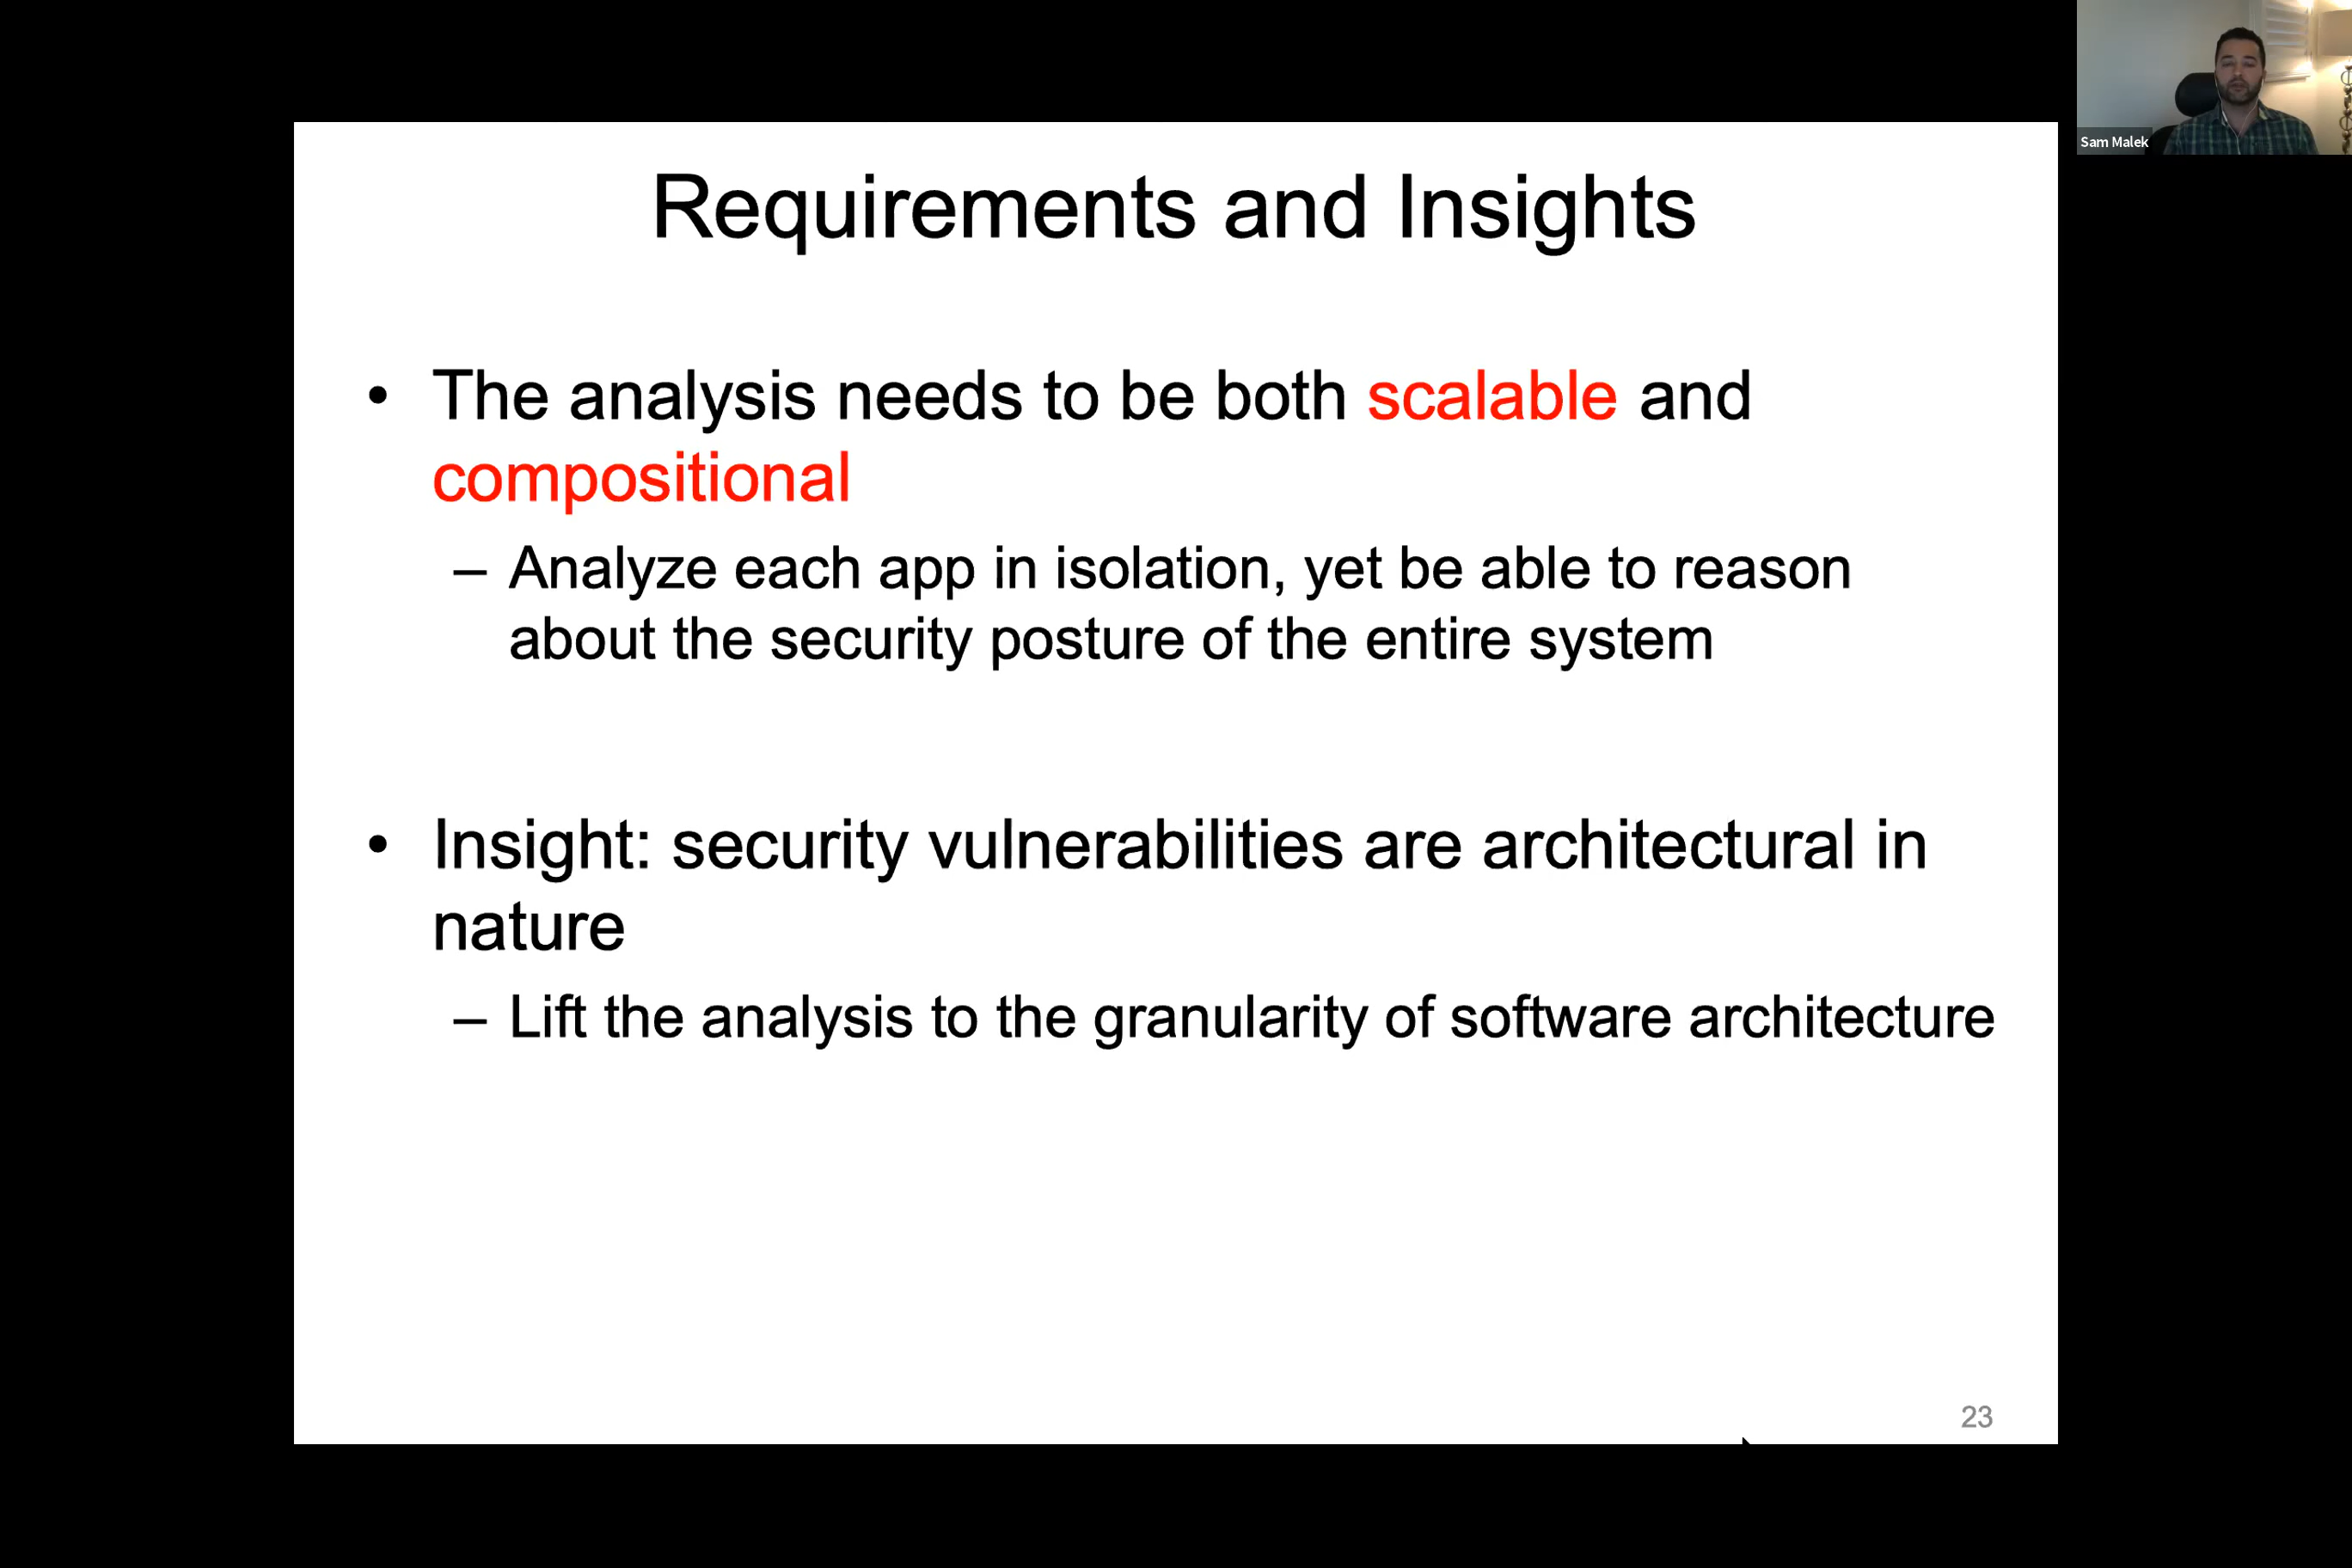 Sam Malek
Requirements and Insights
• The analysis needs to be both scalable and
compositional
– Analyze each app in isolation, yet be able to reason
about the security posture of the entire system
• Insight: security vulnerabilities are architectural in
nature
– Lift the analysis to the granularity of software architecture
23